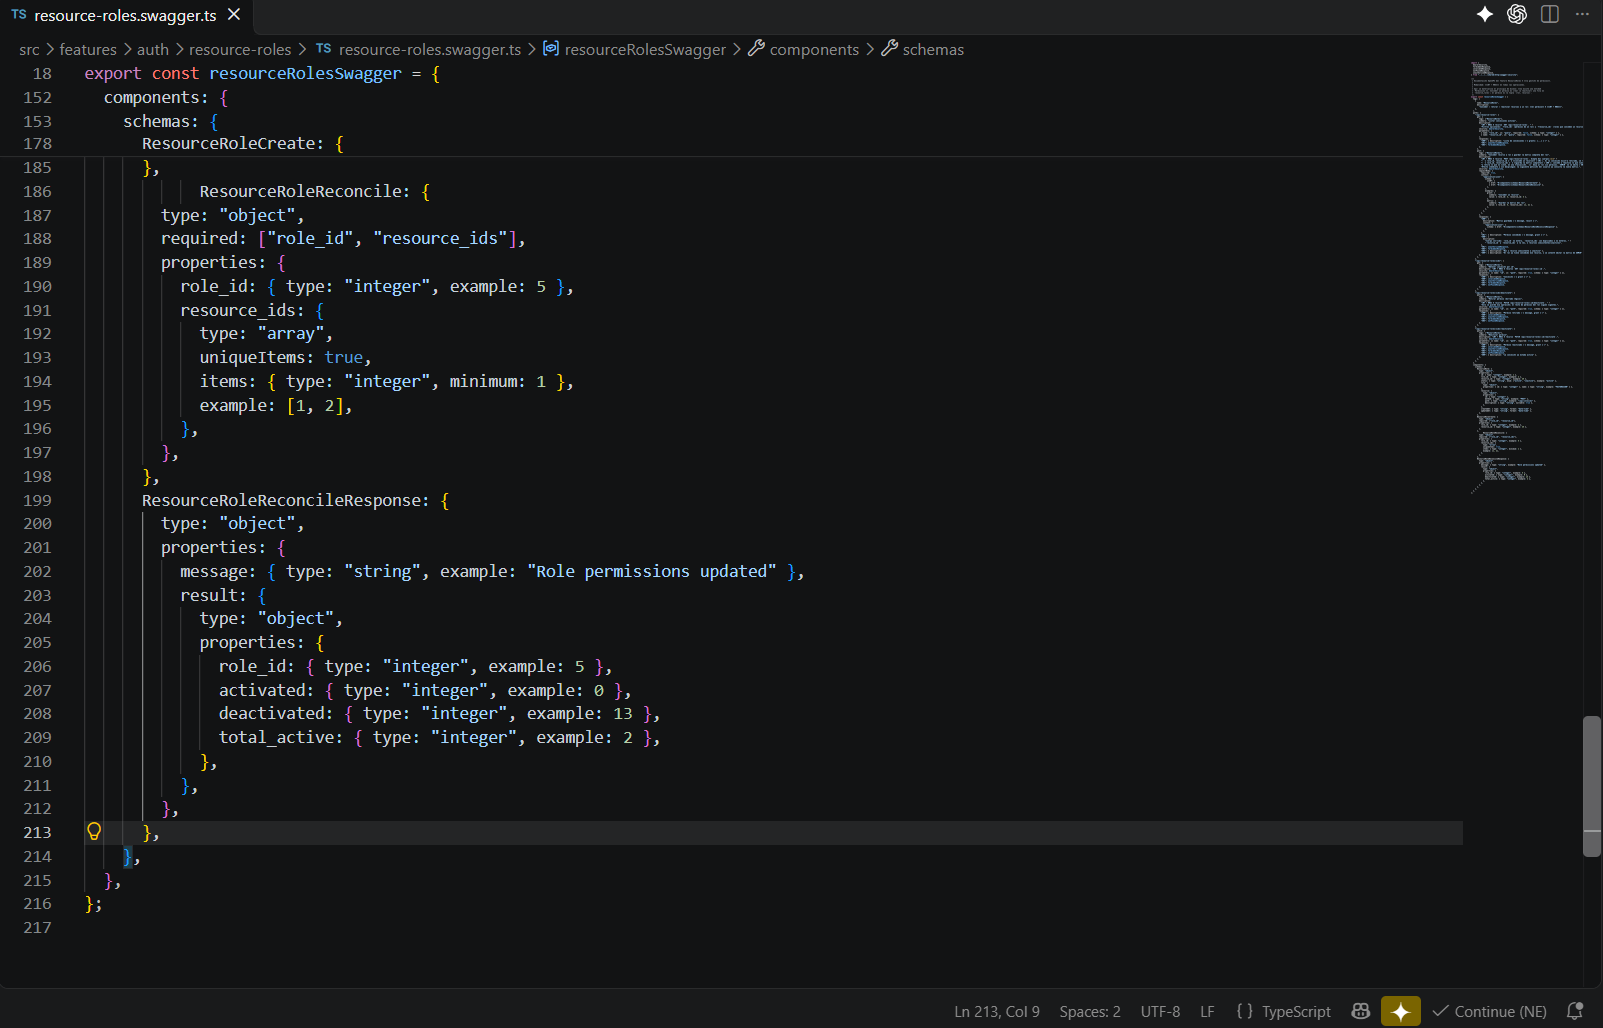 TS resource-roles.swagger.ts
src > features > auth > resource-roles > TS resource-roles.swagger.ts > resourceRolesSwagger > components > schemas
18 export const resourceRolesSwagger = {
152 components: {
153 schemas: {
178 ResourceRoleCreate: {
185 },
186 ResourceRoleReconcile: {
187 type: "object",
188 required: ["role_id", "resource_ids"],
189 properties: {
190 role_id: { type: "integer", example: 5 },
191 resource_ids: {
192 type: "array",
193 uniqueItems: true,
194 items: { type: "integer", minimum: 1 },
195 example: [1, 2],
196 },
197 },
198 },
199 ResourceRoleReconcileResponse: {
200 type: "object",
201 properties: {
202 message: { type: "string", example: "Role permissions updated" },
203 result: {
204 type: "object",
205 properties: {
206 role_id: { type: "integer", example: 5 },
207 activated: { type: "integer", example: 0 },
208 deactivated: { type: "integer", example: 13 },
209 total_active: { type: "integer", example: 2 },
210 },
211 },
212 },
213 },
214 },
215 },
216 };
217
Ln 213, Col 9 Spaces: 2 UTF-8 LF { } TypeScript Continue (NE)